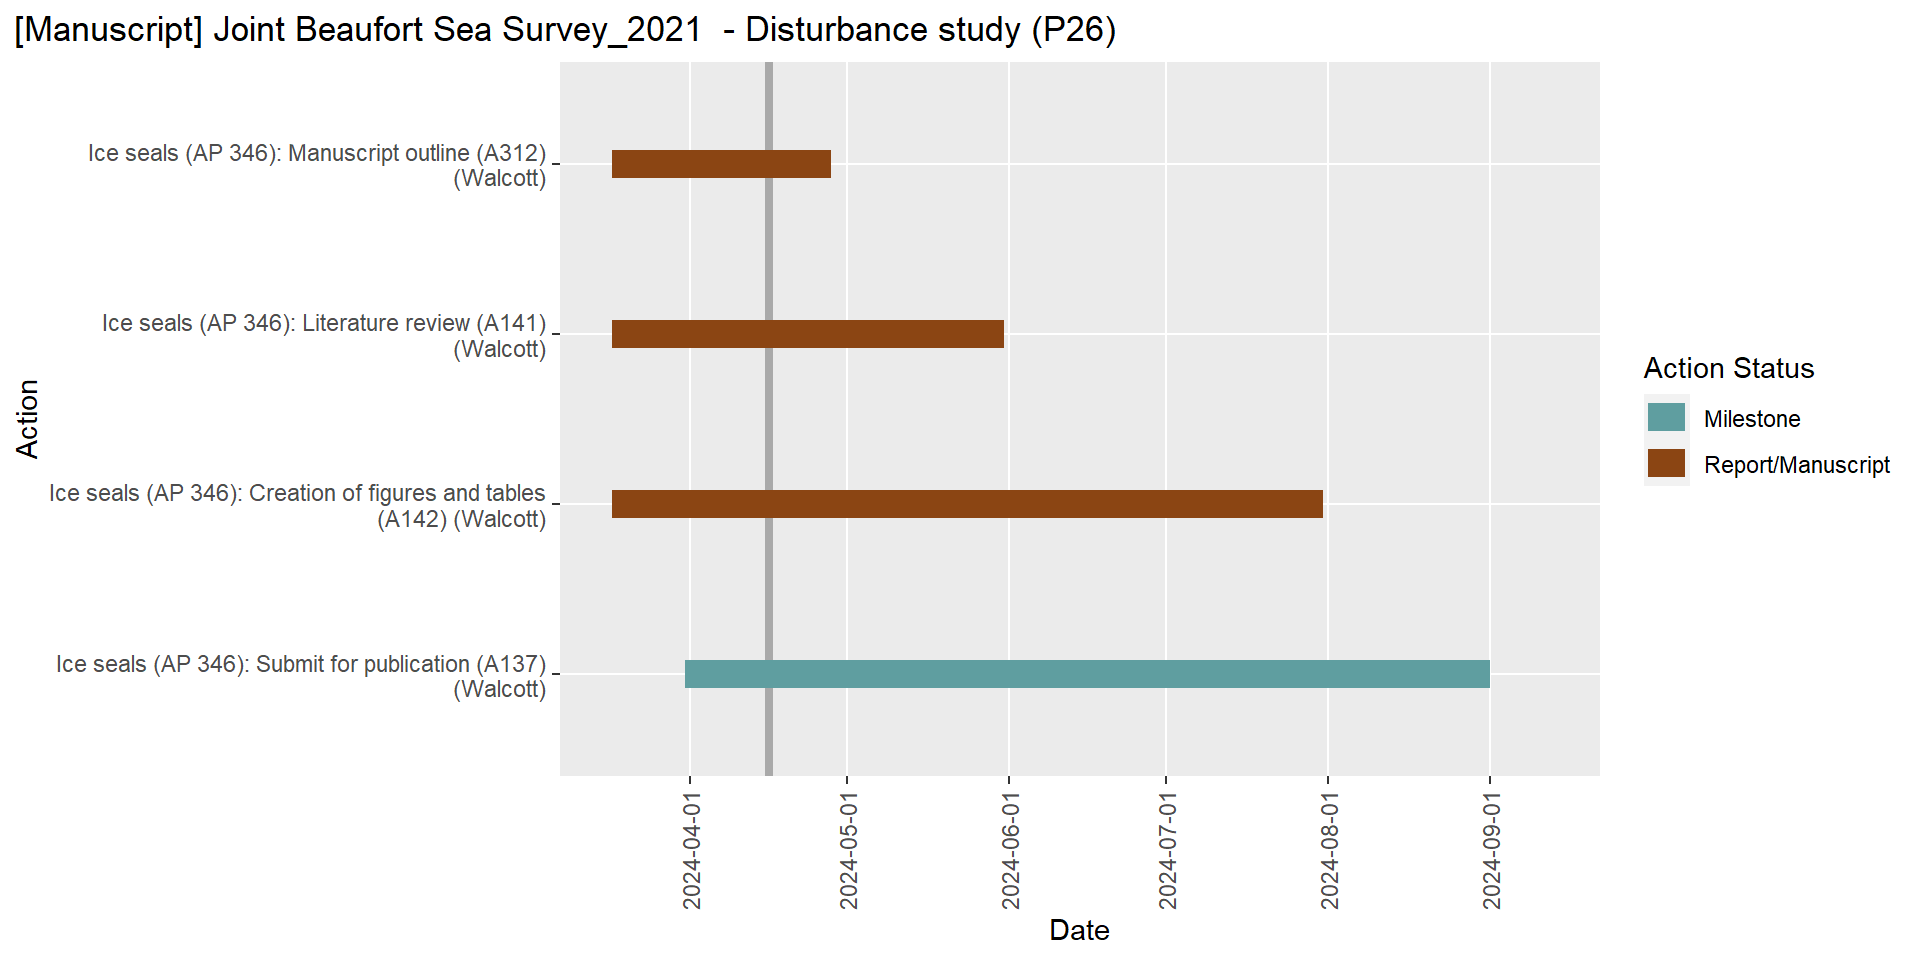 [Manuscript] Joint Beaufort Sea Survey_2021  - Disturbance study (P26)
Ice seals (AP 346): Manuscript outline (A312)
(Walcott)
Ice seals (AP 346): Literature review (A141)
(Walcott)
Ice seals (AP 346): Creation of figures and tables
(A142) (Walcott)
Ice seals (AP 346): Submit for publication (A137)
(Walcott)
Action
2024-04-01
2024-05-01
2024-06-01
2024-07-01
2024-08-01
2024-09-01
Date
Action Status
Milestone
Report/Manuscript